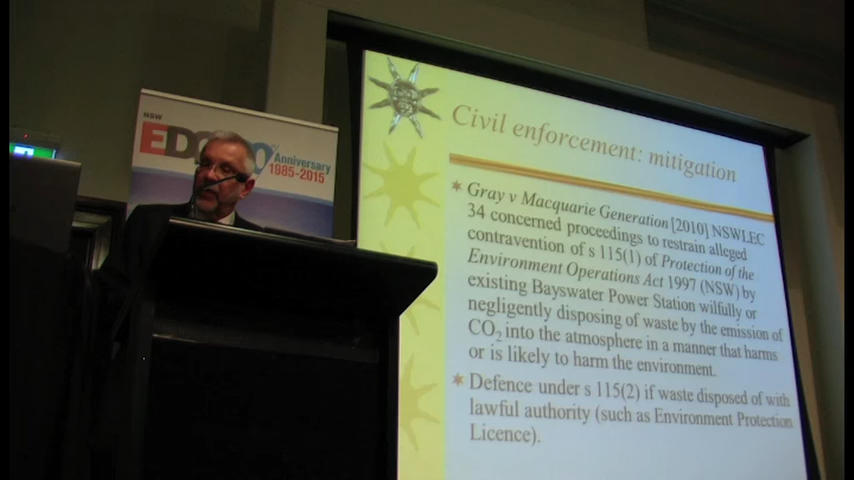 NSW
Anniversary
1985-2015
Civil enforcement: mitigation
Gray v Macquarie Generation [2010] NSWLEC
34 concerned proceedings to restrain alleged
contravention of s 115(1) of Protection of the
Environment Operations Act 1997 (NSW) by
existing Bayswater Power Station wilfully or
negligently disposing of waste by the emission of
CO2 into the atmosphere in a manner that harms
or is likely to harm the environment.
Defence under s 115(2) if waste disposed of with
lawful authority (such as Environment Protection
Licence).